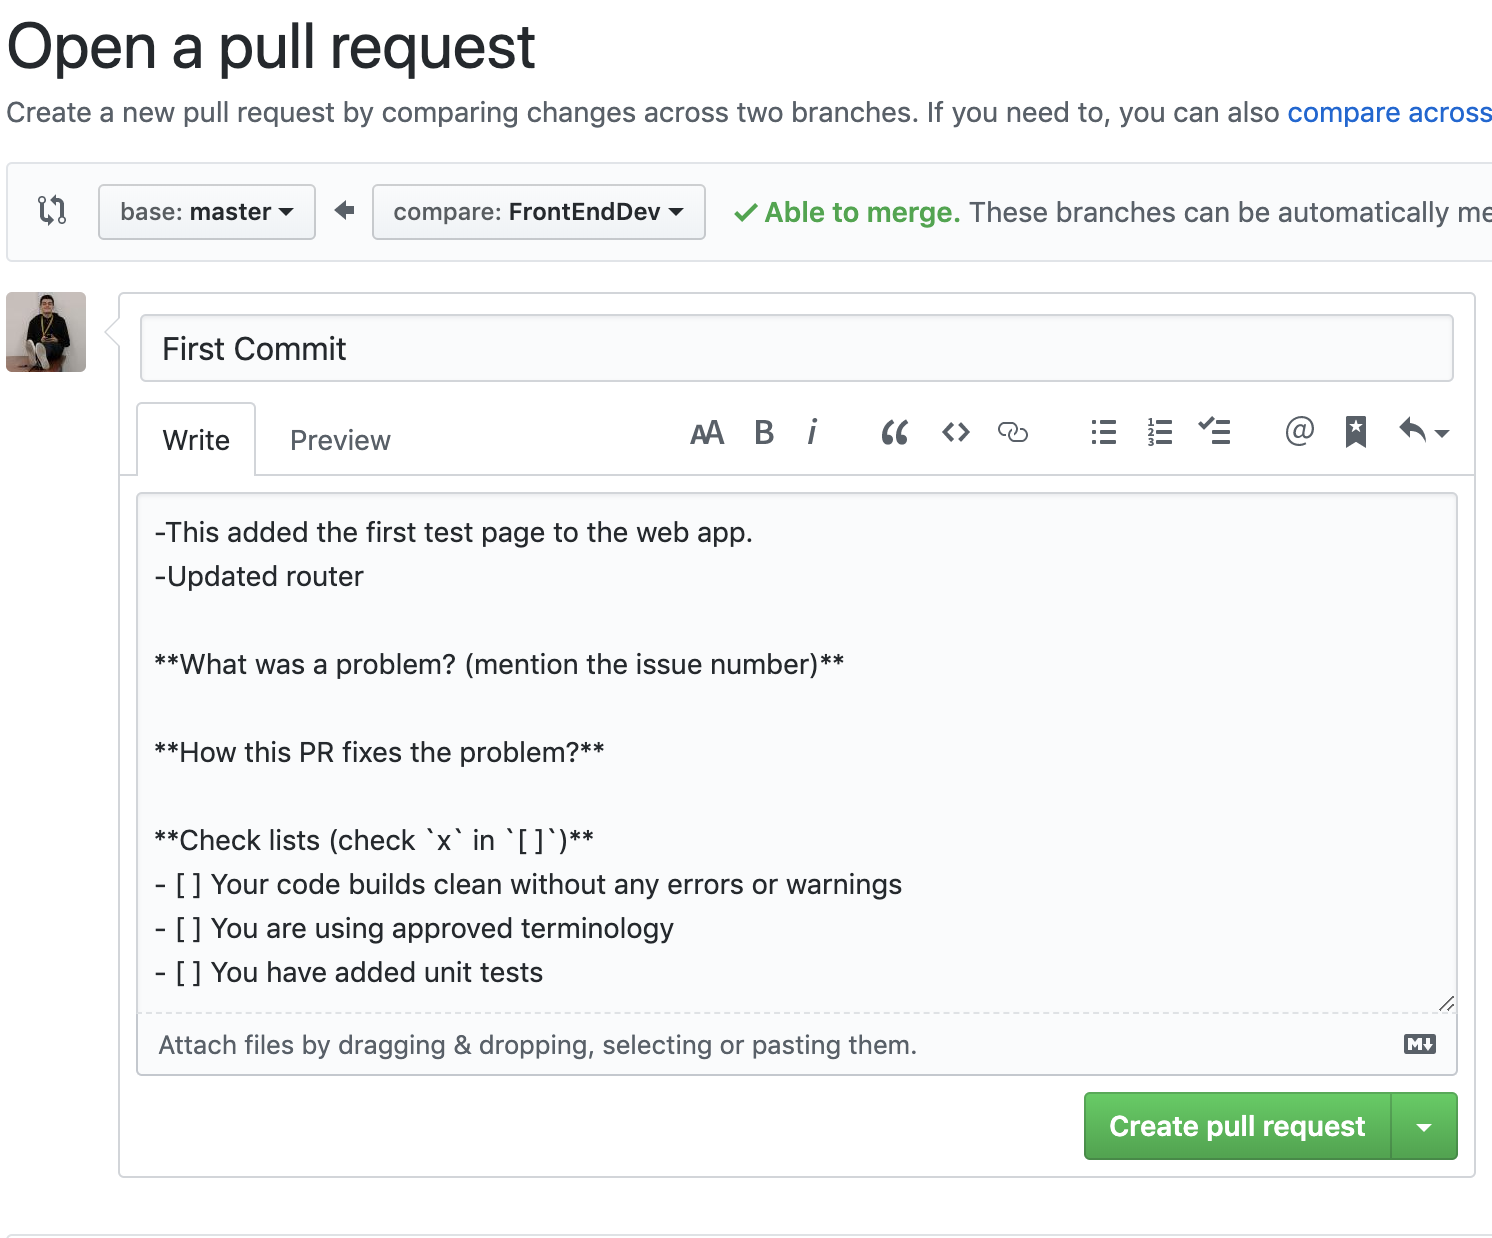 Open a pull request
Create a new pull request by comparing changes across two branches. If you need to, you can also compare across
base: master compare: FrontEndDev Able to merge. These branches can be automatically me
First Commit
Write Preview AA B i “ <> @
-This added the first test page to the web app.
-Updated router
**What was a problem? (mention the issue number)**
**How this PR fixes the problem?**
**Check lists (check `x` in `[ ]`)**
- [ ] Your code builds clean without any errors or warnings
- [ ] You are using approved terminology
- [ ] You have added unit tests
Attach files by dragging & dropping, selecting or pasting them. M
Create pull request